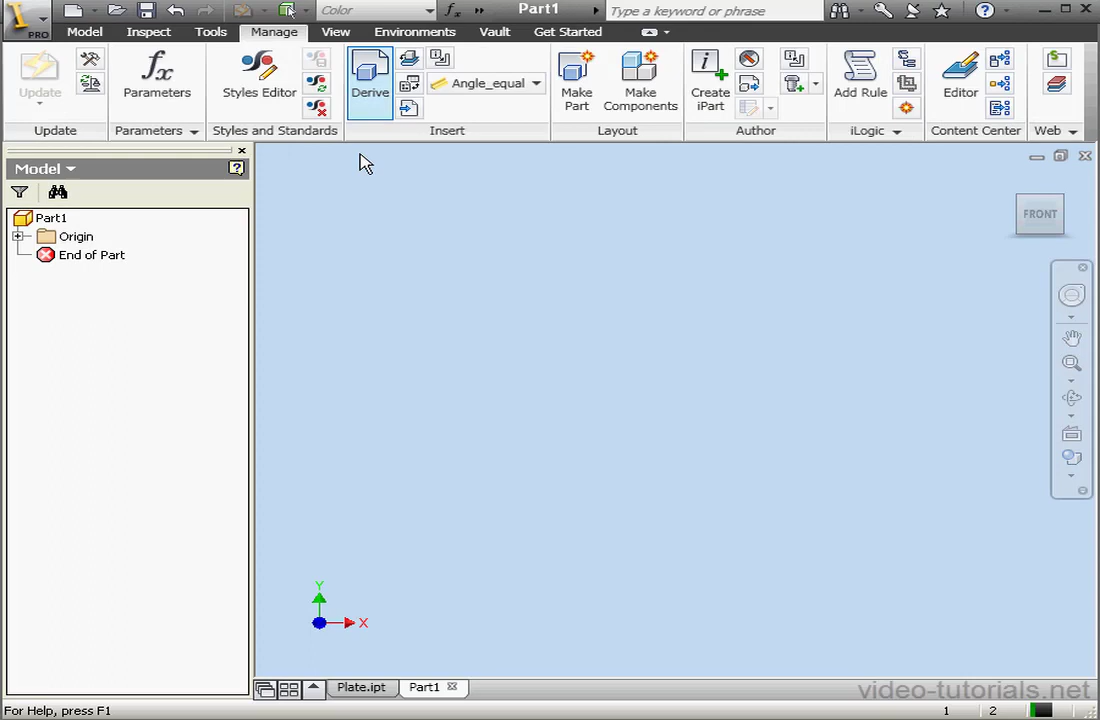 PRO
Color
fx
Part1
Type a keyword or phrase
Model
Inspect
Tools
Manage
View
Environments
Vault
Get Started
Update
fx
Parameters
Styles Editor
Derive
Angle_equal
Make Part
Make Components
Create iPart
Add Rule
Editor
Update
Parameters
Styles and Standards
Insert
Layout
Author
iLogic
Content Center
Web
Model
Part1
Origin
End of Part
FRONT
Y
X
Plate.ipt
Part1
video-tutorials.net
For Help, press F1
1
2